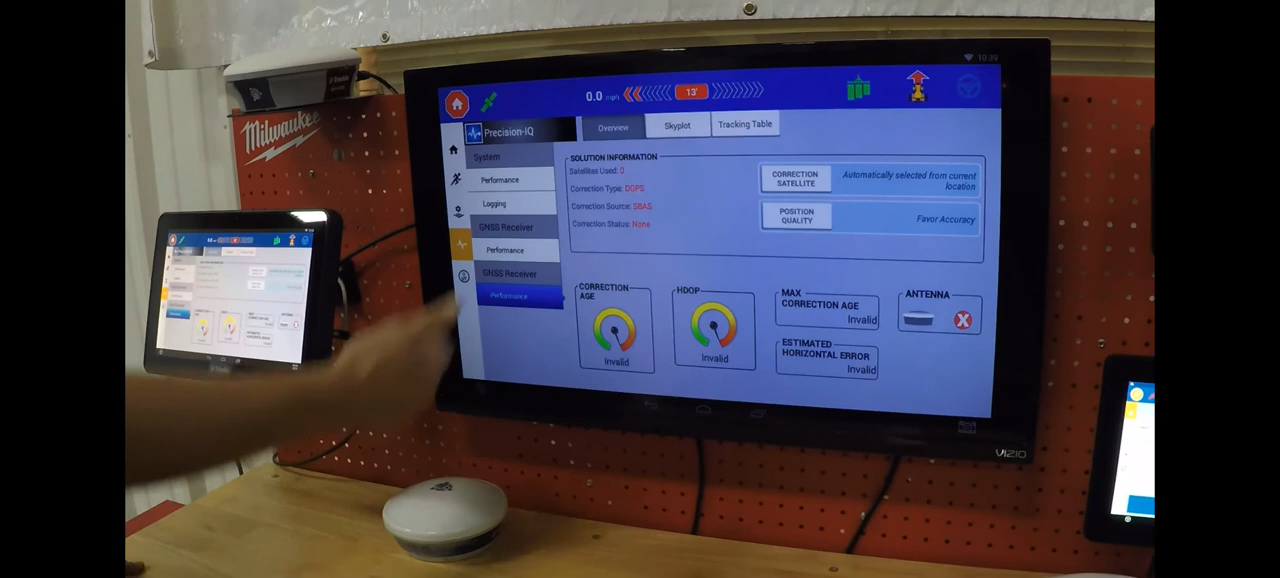 Milwaukee
10:39
0.0 mph
13'
Precision-IQ
Overview
Skyplot
Tracking Table
System
Performance
Logging
GNSS Receiver
Performance
GNSS Receiver
Performance
SOLUTION INFORMATION
Satellites Used: 0
Correction Type: DGPS
Correction Source: SBAS
Correction Status: None
CORRECTION
SATELLITE
Automatically selected from current
location
POSITION
QUALITY
Favor Accuracy
CORRECTION
AGE
Invalid
HDOP
Invalid
MAX
CORRECTION AGE
Invalid
ESTIMATED
HORIZONTAL ERROR
Invalid
ANTENNA
VIZIO